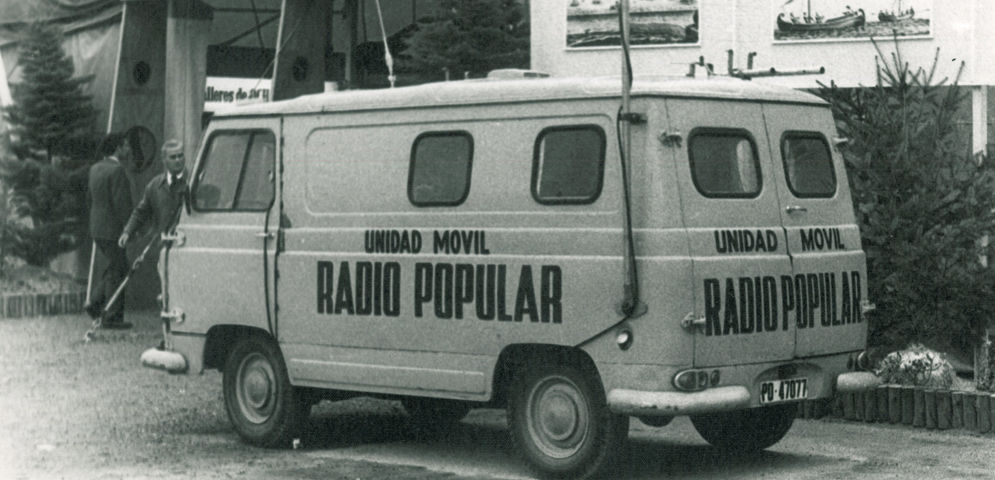 UNIDAD MOVIL
RADIO POPULAR
UNIDAD MOVIL
RADIO POPULAR
PO-47077